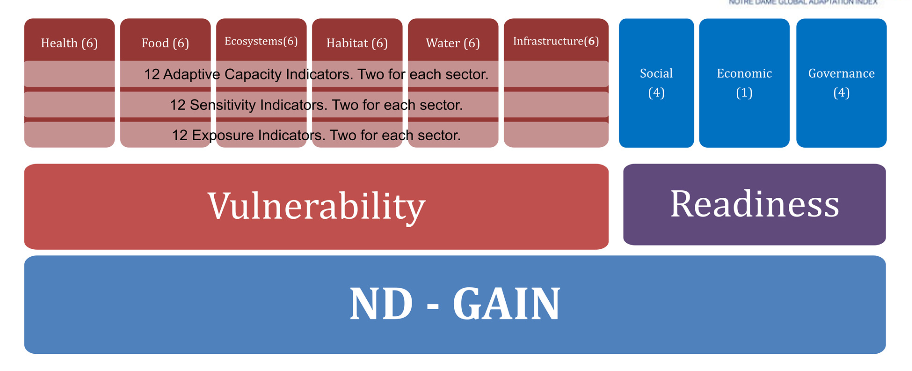 NOTRE DAME GLOBAL ADAPTATION INDEX
Health (6)
Food (6)
Ecosystems(6)
Habitat (6)
Water (6)
Infrastructure(6)
Social
(4)
Economic
(1)
Governance
(4)
12 Adaptive Capacity Indicators. Two for each sector.
12 Sensitivity Indicators. Two for each sector.
12 Exposure Indicators. Two for each sector.
Vulnerability
Readiness
ND - GAIN